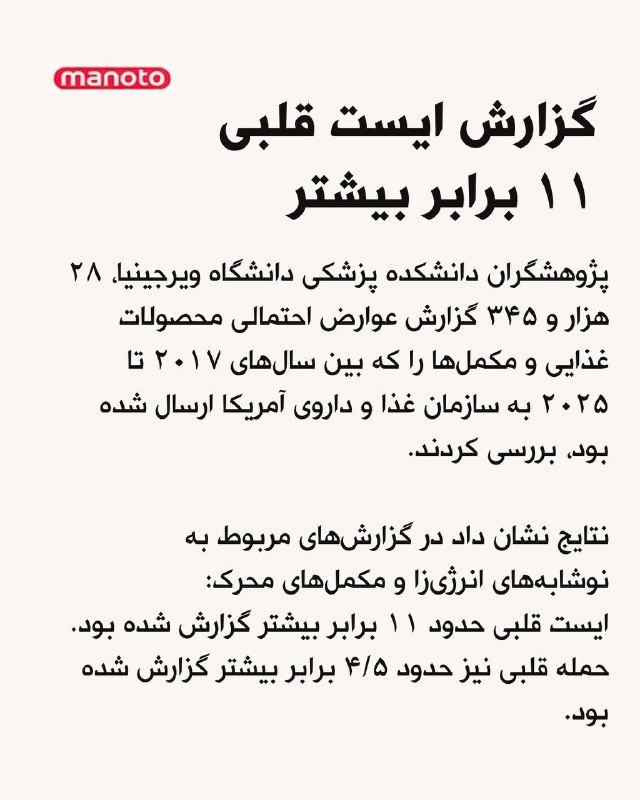 manoto
گزارش ایست قلبی
۱۱ برابر بیشتر
پژوهشگران دانشکده پزشکی دانشگاه ویرجینیا، ۲۸
هزار و ۳۴۵ گزارش عوارض احتمالی محصولات
غذایی و مکمل‌ها را که بین سال‌های ۲۰۱۷ تا
۲۰۲۵ به سازمان غذا و داروی آمریکا ارسال شده
بود، بررسی کردند.
نتایج نشان داد در گزارش‌های مربوط به
نوشابه‌های انرژی‌زا و مکمل‌های محرک:
ایست قلبی حدود ۱۱ برابر بیشتر گزارش شده بود.
حمله قلبی نیز حدود ۴/۵ برابر بیشتر گزارش شده
بود.